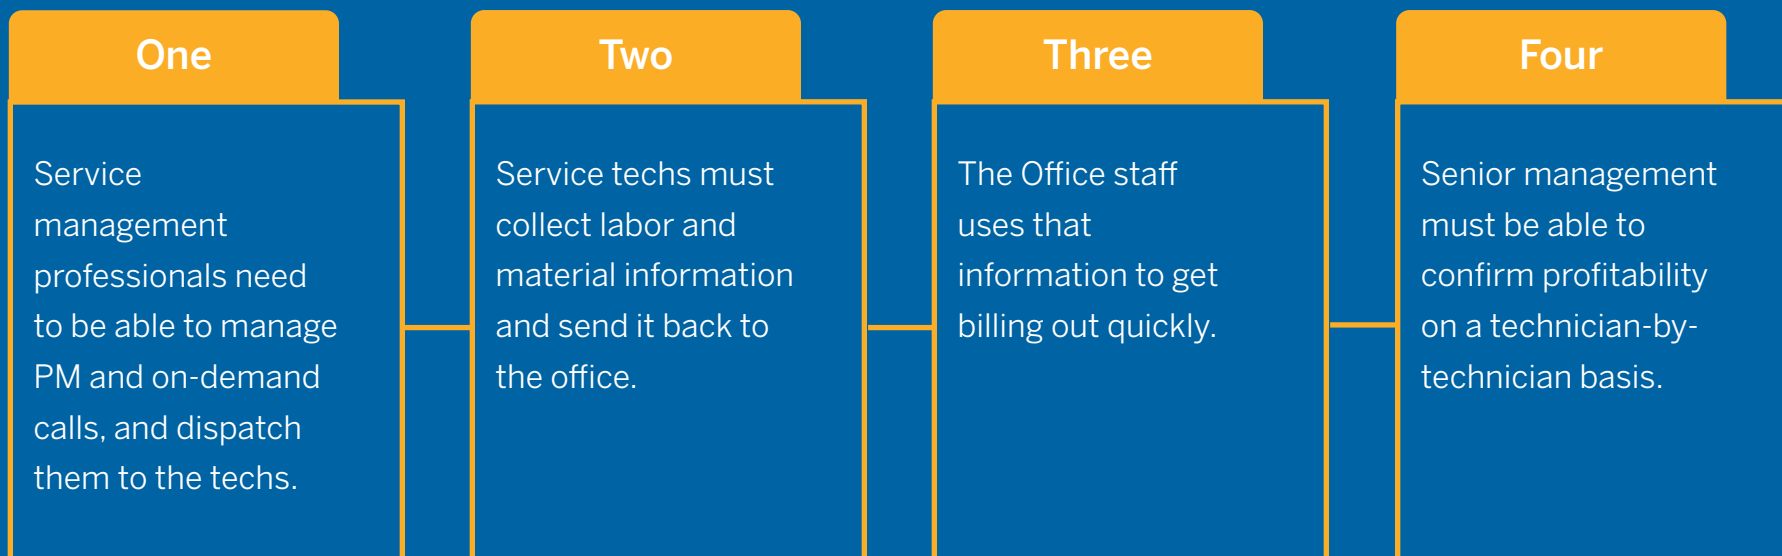 One
Service
management
professionals need
to be able to manage
PM and on-demand
calls, and dispatch
them to the techs.
Two
Service techs must
collect labor and
material information
and send it back to
the office.
Three
The Office staff
uses that
information to get
billing out quickly.
Four
Senior management
must be able to
confirm profitability
on a technician-by-
technician basis.